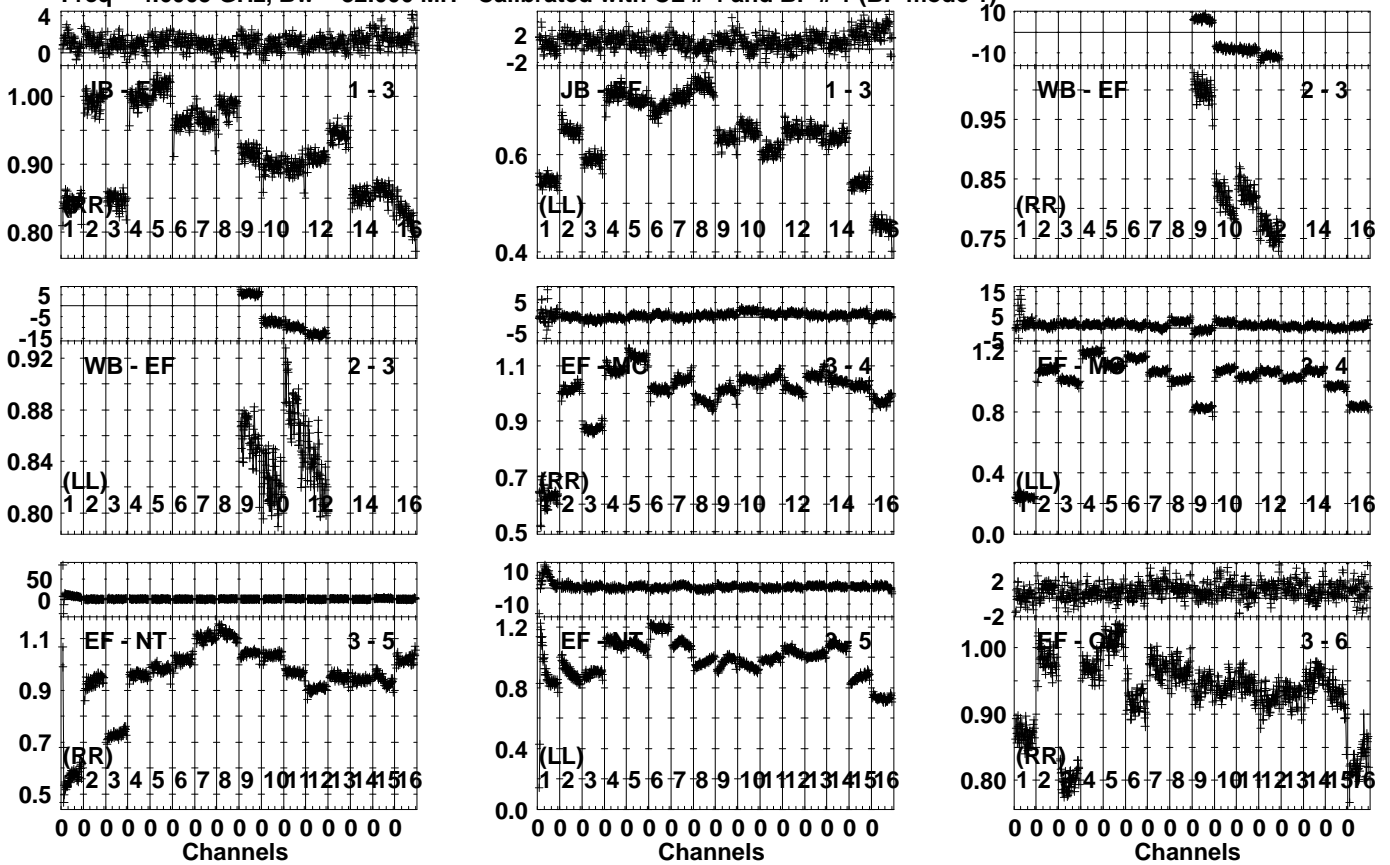 4 2 0
10 -10
JB - EF 1 - 3
JB - EF 1 - 3
WB - EF 2 - 3
1.00 0.90 0.80
0.6 0.4
0.95 0.85 0.75
(RR) (LL) (RR)
1 2 3 4 5 6 7 8 9 10 12 14 16
1 2 3 4 5 6 7 8 9 10 12 14 16
1 2 3 4 5 6 7 8 9 10 12 14 16
5 -5 -15
5 -5
15 5 -5
WB - EF 2 - 3
EF - MC 3 - 4
EF - MC 3 - 4
0.92 0.88 0.84 0.80
1.1 0.9 0.7 0.5
1.2 0.8 0.4 0.0
(LL) (RR) (LL)
1 2 3 4 5 6 7 8 9 10 12 14 16
1 2 3 4 5 6 7 8 9 10 12 14 16
1 2 3 4 5 6 7 8 9 10 12 14 16
50 0
10 -10
2 -2
EF - NT 3 - 5
EF - NT 3 - 5
3 - 6
1.1 0.9 0.7 0.5
1.2 0.8 0.4 0.0
1.00 0.90 0.80
(RR) (LL) (RR)
1 2 3 4 5 6 7 8 9 10 11 12 13 14 15 16
1 2 3 4 5 6 7 8 9 10 11 12 13 14 15 16
1 2 3 4 5 6 7 8 9 10 11 12 13 14 15 16
0 0 0 0 0 0 0 0 0 0 0 0 0 0 0 0
0 0 0 0 0 0 0 0 0 0 0 0 0 0 0 0
0 0 0 0 0 0 0 0 0 0 0 0 0 0 0 0
Channels Channels Channels